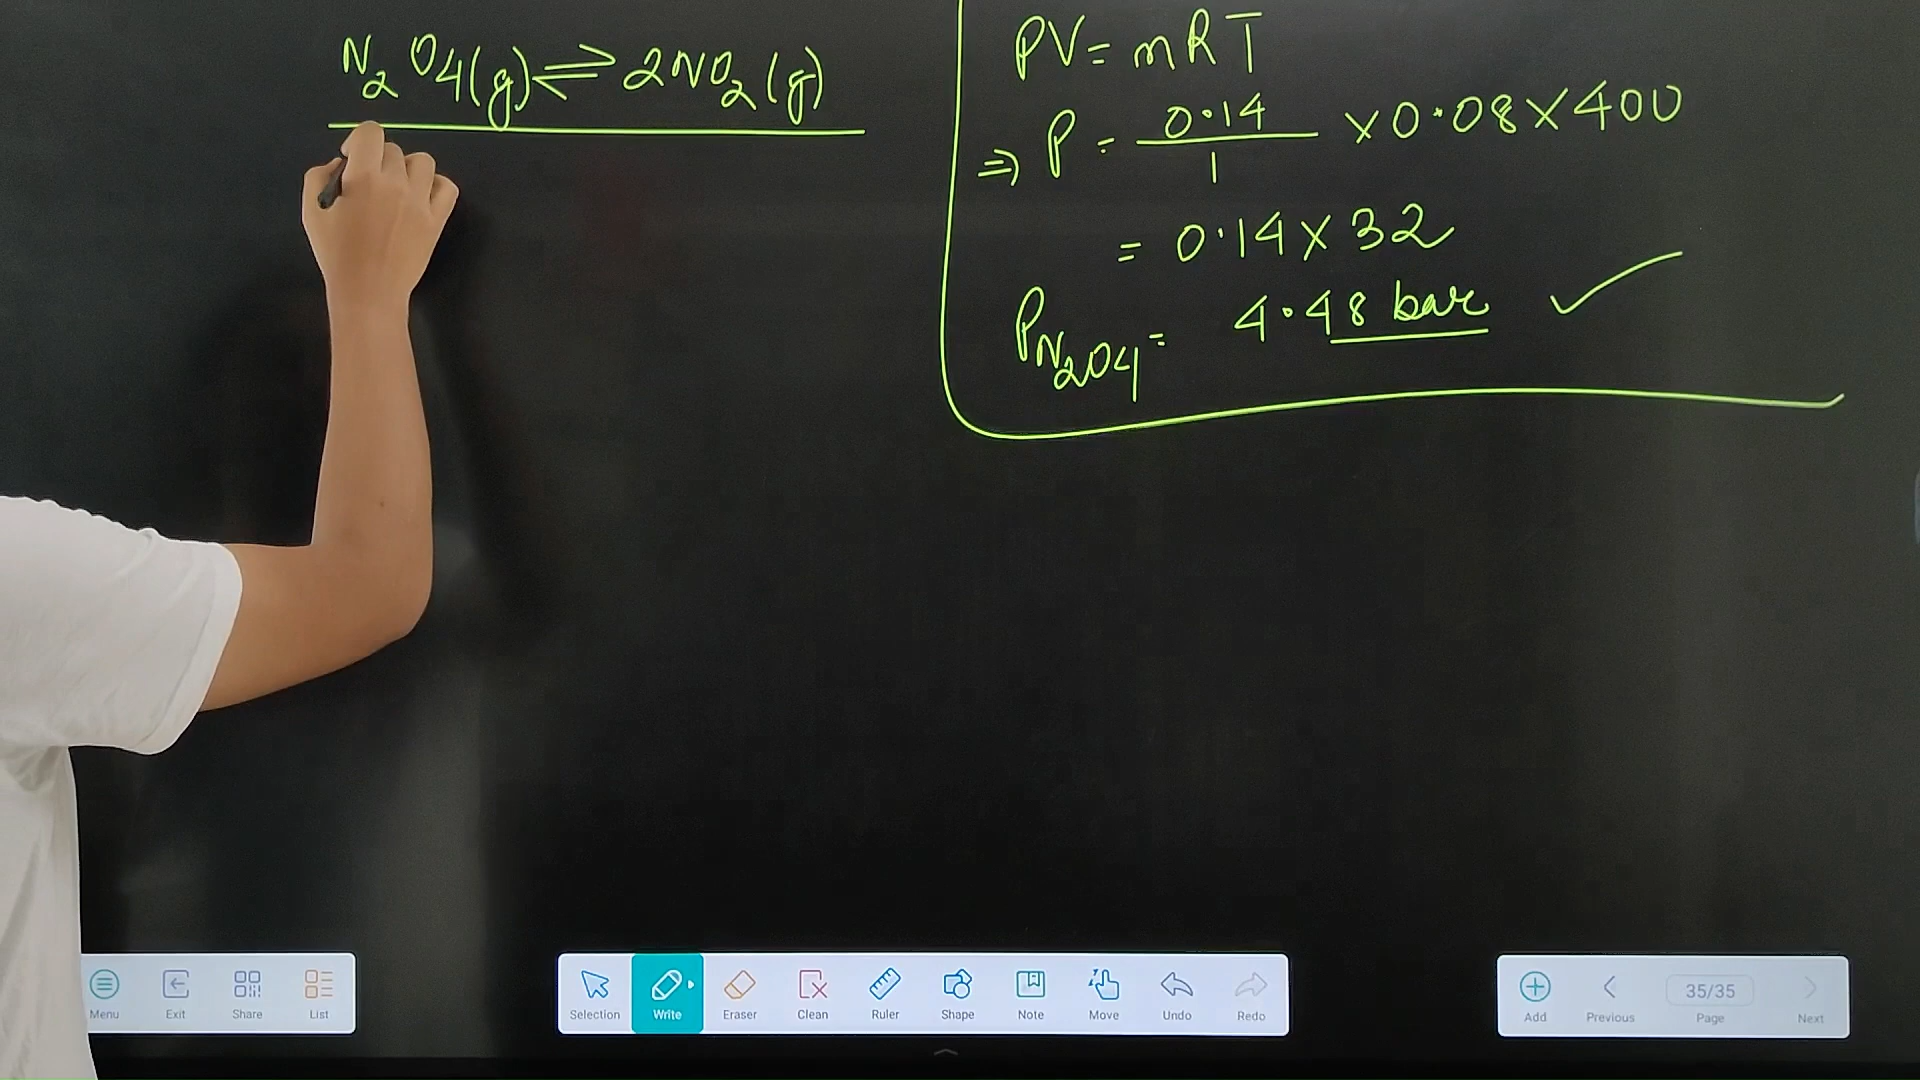 N₂O₄(g) ⇌ 2NO₂(g)
PV = nRT
⇒ P = 0.14/1 × 0.08 × 400
= 0.14 × 32
P_N₂O₄ = 4.48 bar ✓
Menu Exit Share List
Selection Write Eraser Clean Ruler Shape Note Move Undo Redo
Add Previous 35/35 Page Next